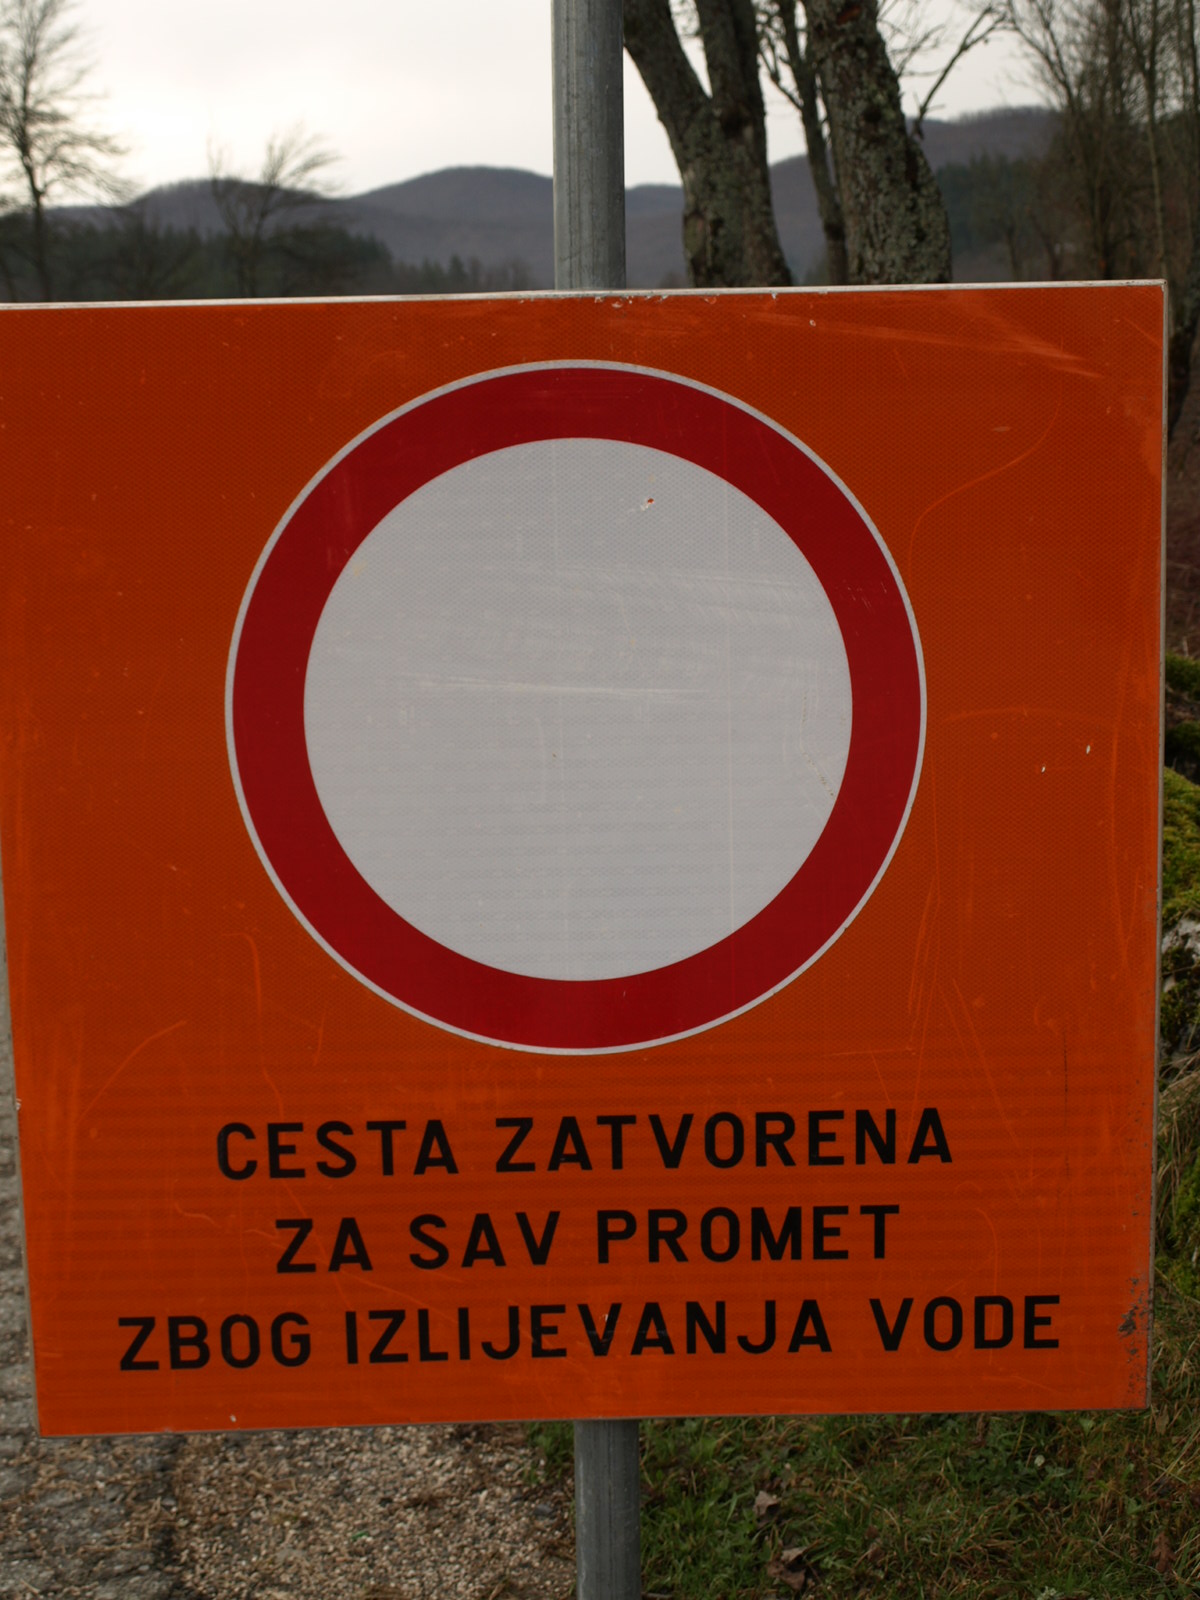 CESTA ZATVORENA
ZA SAV PROMET
ZBOG IZLIJEVANJA VODE